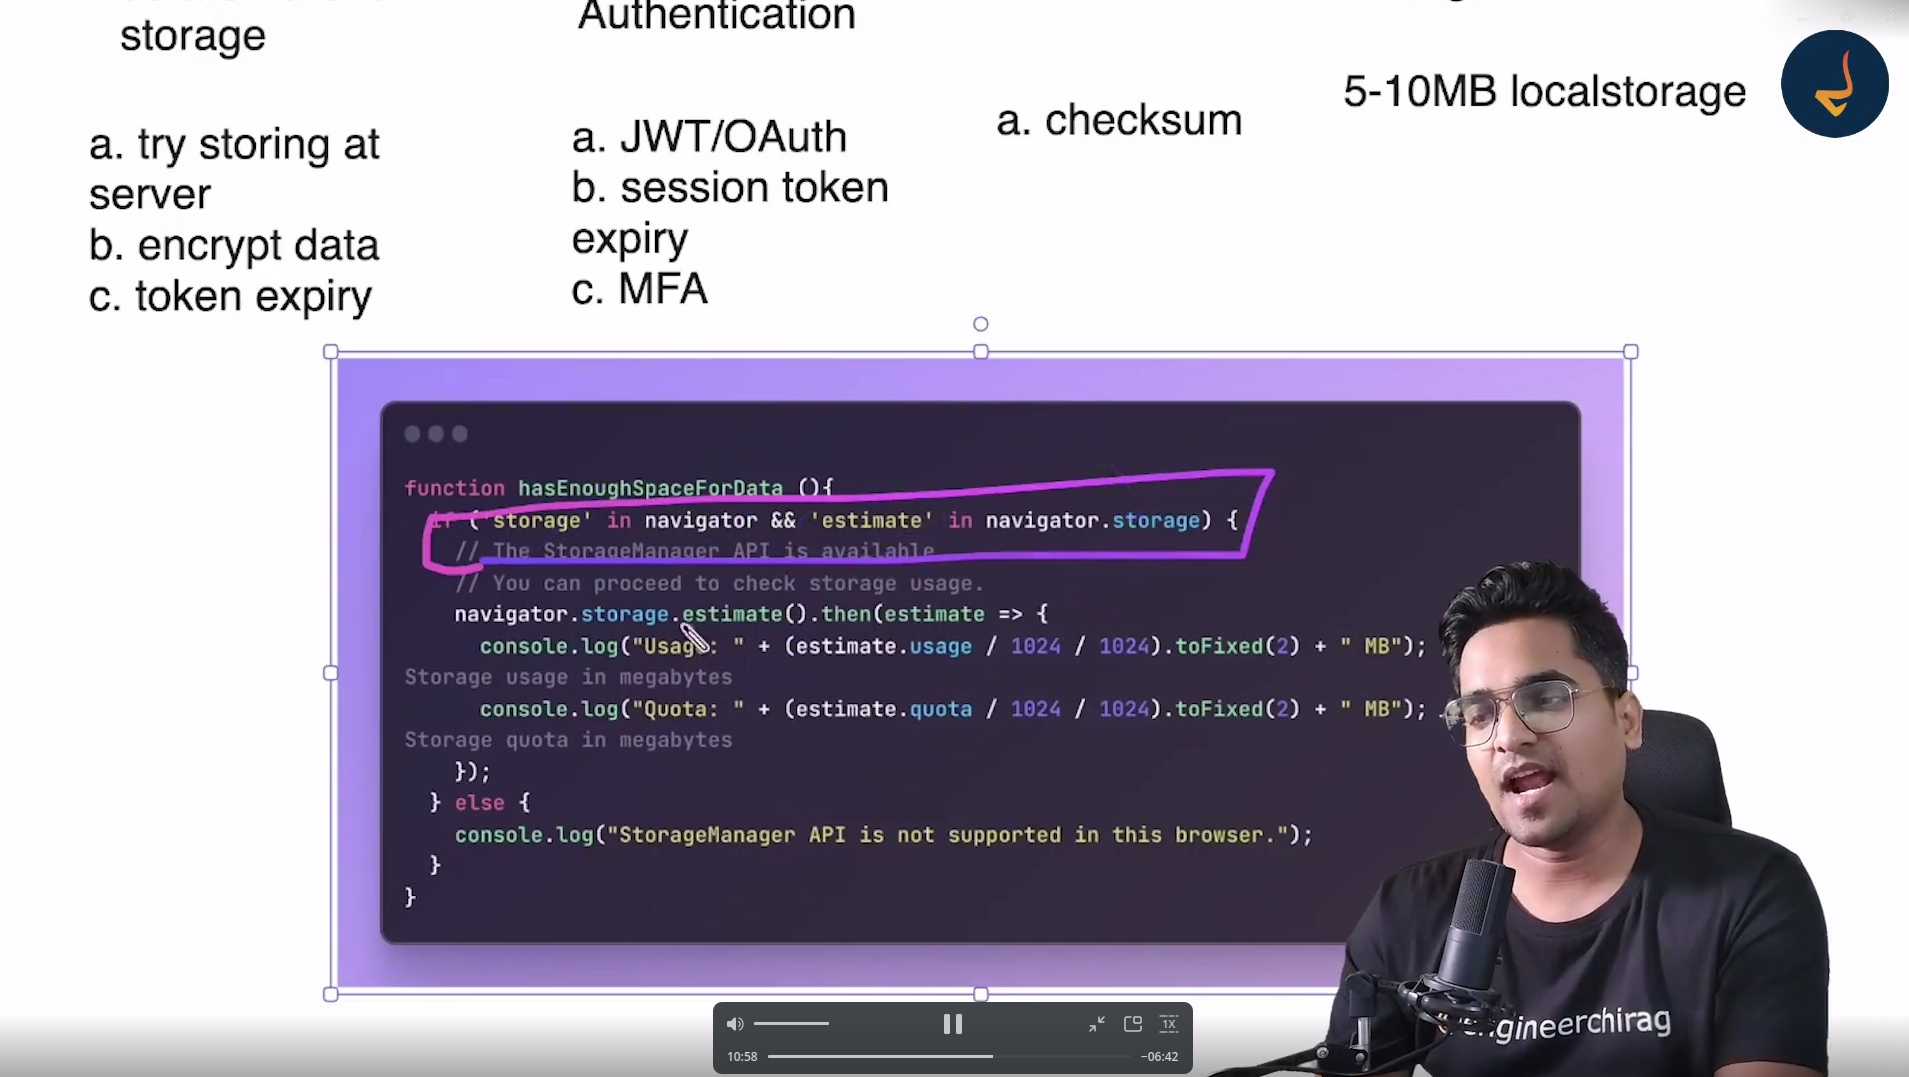 storage
Authentication
5-10MB localstorage
a. try storing at
server
b. encrypt data
c. token expiry
a. JWT/OAuth
b. session token
expiry
c. MFA
a. checksum
function hasEnoughSpaceForData (){
if ('storage' in navigator && 'estimate' in navigator.storage) {
// The StorageManager API is available
// You can proceed to check storage usage.
navigator.storage.estimate().then(estimate => {
console.log("Usage: " + (estimate.usage / 1024 / 1024).toFixed(2) + " MB");
Storage usage in megabytes
console.log("Quota: " + (estimate.quota / 1024 / 1024).toFixed(2) + " MB");
Storage quota in megabytes
});
} else {
console.log("StorageManager API is not supported in this browser.");
}
}
10:58
-06:42
1X
engineerchirag